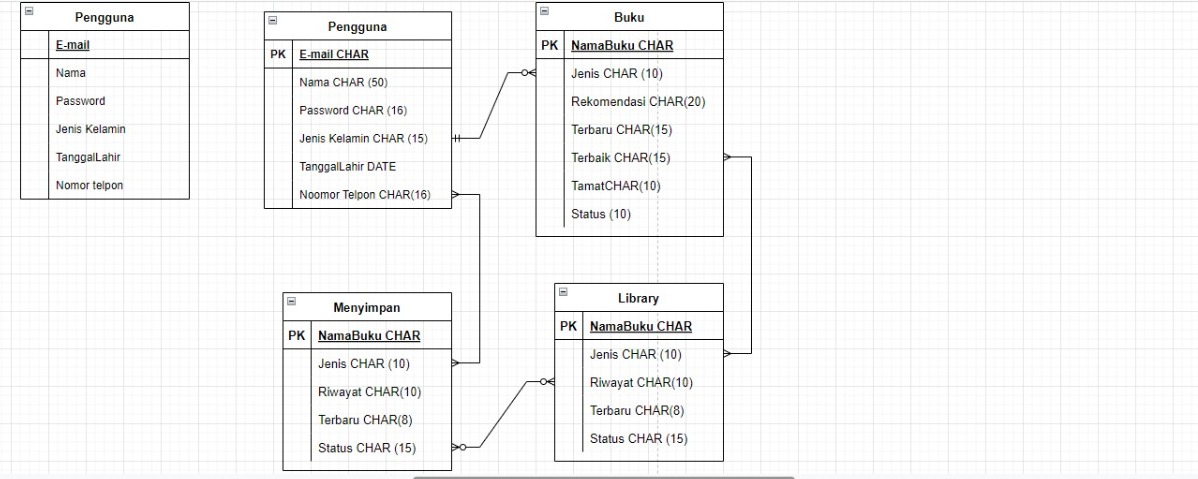 Pengguna
E-mail
Nama
Password
Jenis Kelamin
TanggalLahir
Nomor telpon
Pengguna
PK E-mail CHAR
Nama CHAR (50)
Password CHAR (16)
Jenis Kelamin CHAR (15)
TanggalLahir DATE
Noomor Telpon CHAR(16)
Buku
PK NamaBuku CHAR
Jenis CHAR (10)
Rekomendasi CHAR(20)
Terbaru CHAR(15)
Terbaik CHAR(15)
TamatCHAR(10)
Status (10)
Menyimpan
PK NamaBuku CHAR
Jenis CHAR (10)
Riwayat CHAR(10)
Terbaru CHAR(8)
Status CHAR (15)
Library
PK NamaBuku CHAR
Jenis CHAR (10)
Riwayat CHAR(10)
Terbaru CHAR(8)
Status CHAR (15)